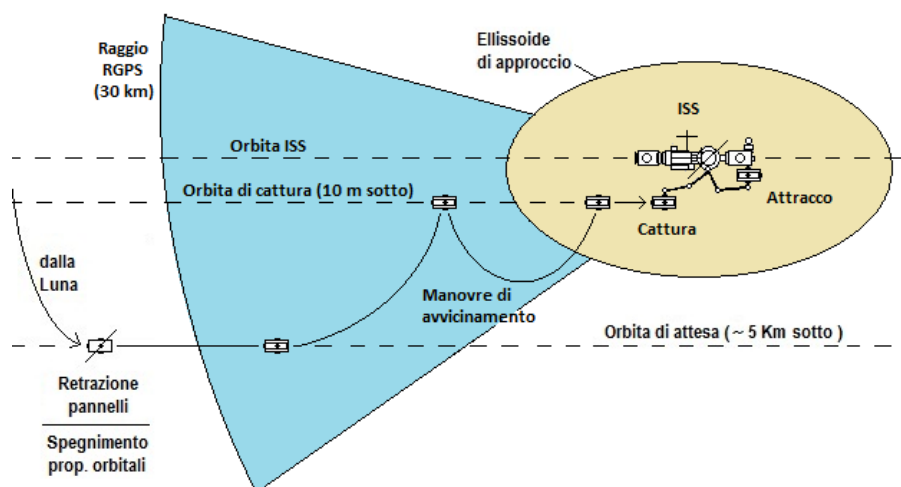 Ellissoide
di approccio
Raggio
RGPS
(30 km)
ISS
Orbita ISS
Orbita di cattura (10 m sotto)
Attracco
Cattura
dalla
Luna
Manovre di
avvicinamento
Orbita di attesa ( ~ 5 Km sotto )
Retrazione
pannelli
Spegnimento
prop. orbitali